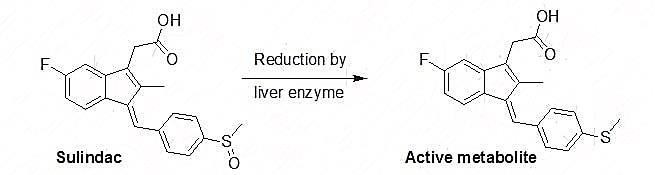 OH
O
F
S
O
Sulindac
Reduction by
liver enzyme
OH
O
F
S
Active metabolite